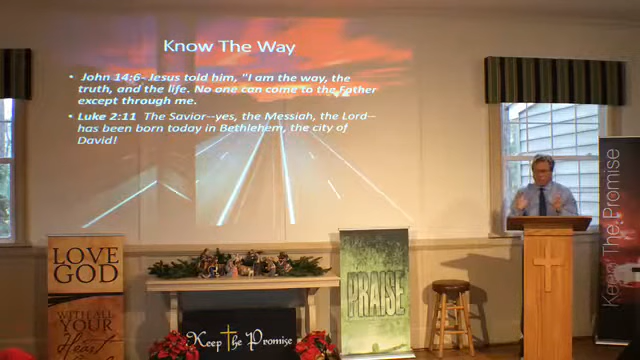 Know The Way
• John 14:6- Jesus told him, "I am the way, the
truth, and the life. No one can come to the Father
except through me.
• Luke 2:11 The Savior--yes, the Messiah, the Lord--
has been born today in Bethlehem, the city of
David!
LOVE
GOD
WITH ALL
YOUR
Heart
Keep the Promise
PRAISE
Keep The Promise